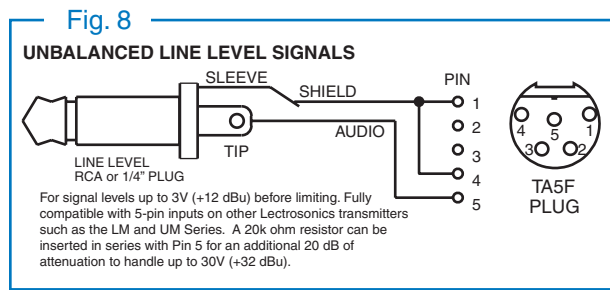 Fig. 8
UNBALANCED LINE LEVEL SIGNALS
SLEEVE
SHIELD
PIN
1
2
3
4
5
AUDIO
TIP
LINE LEVEL
RCA or 1/4" PLUG
4
5
1
3
2
TA5F
PLUG
For signal levels up to 3V (+12 dBu) before limiting. Fully
compatible with 5-pin inputs on other Lectrosonics transmitters
such as the LM and UM Series. A 20k ohm resistor can be
inserted in series with Pin 5 for an additional 20 dB of
attenuation to handle up to 30V (+32 dBu).